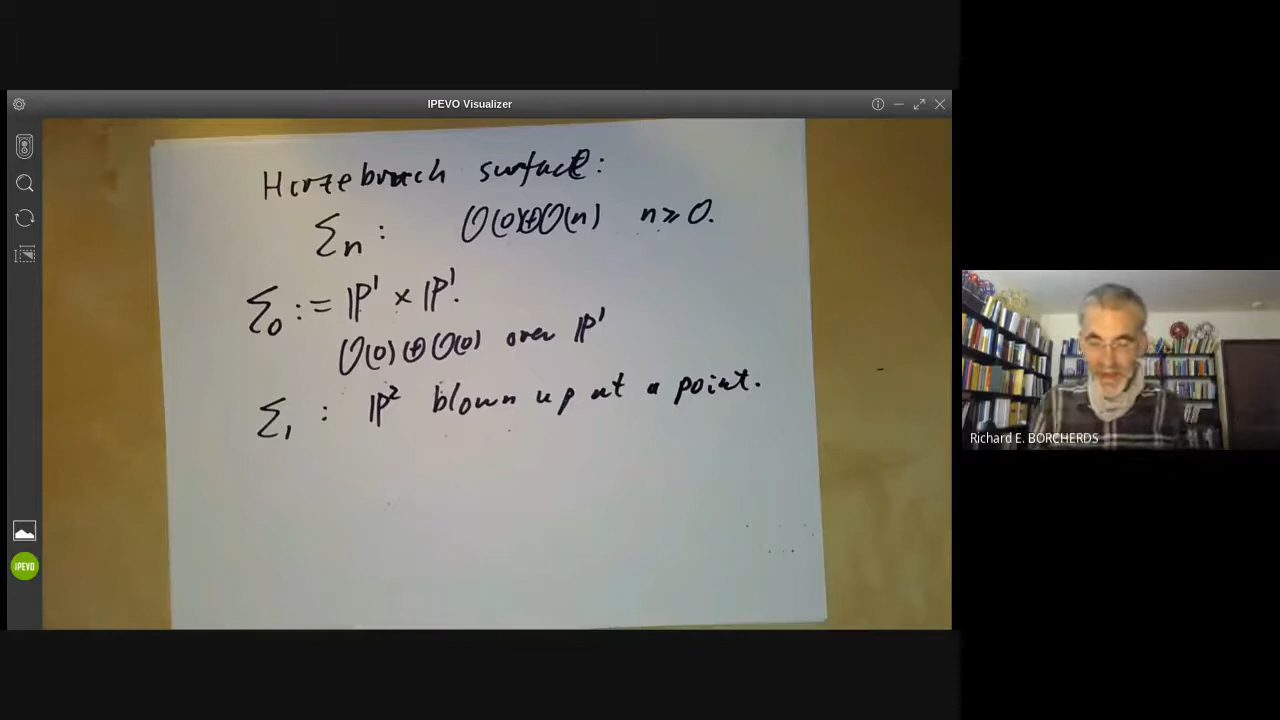 IPEVO Visualizer
Hirzebruch surface:
Σn: O(0)⊕O(n) n ≥ 0.
Σ0 := P¹ × P¹.
O(0) ⊕ O(0) over P¹
Σ1 : P² blown up at a point.
iPEVO
Richard E. BORCHERDS